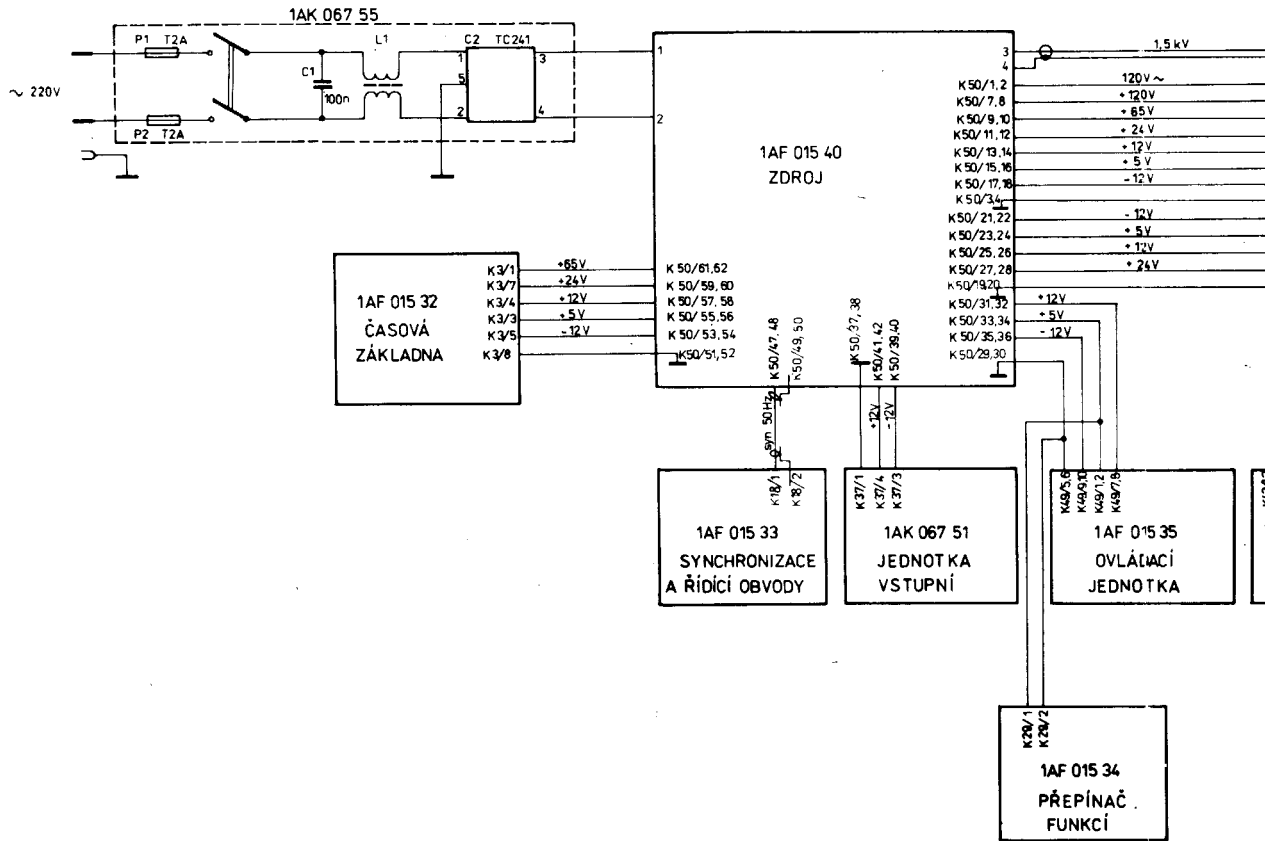 1AK 067 55
P1 T2A
L1
C2 TC241
1
3
C1
5
100n
2
4
P2 T2A
~ 220V
1
2
1AF 015 40
ZDROJ
3
4
1,5 kV
K50/1,2 120V ~
K50/7,8 +120V
K50/9,10 +65V
K50/11,12 +24V
K50/13,14 +12V
K50/15,16 +5V
K50/17,18 -12V
K50/3,4
K50/21,22 -12V
K50/23,24 +5V
K50/25,26 +12V
K50/27,28 +24V
K50/19,20
K50/31,32 +12V
K50/33,34 +5V
K50/35,36 -12V
K50/29,30
1AF 015 32
ČASOVÁ
ZÁKLADNA
K3/1 +65V K50/61,62
K3/7 +24V K50/59,60
K3/4 +12V K50/57,58
K3/3 +5V K50/55,56
K3/5 -12V K50/53,54
K3/8 K50/51,52
K50/47,48
K50/49,50
K50,37,38
K50/41,42
K50/39,40
syn 50Hz
+12V
-12V
K18/1
K18/2
1AF 015 33
SYNCHRONIZACE
A ŘÍDÍCÍ OBVODY
K37/1
K37/4
K37/3
1AK 067 51
JEDNOTKA
VSTUPNÍ
K49/5,6
K49/9,10
K49/1,2
K49/7,8
1AF 015 35
OVLÁDACÍ
JEDNOTKA
K29/1
K29/2
1AF 015 34
PŘEPÍNAČ
FUNKCÍ